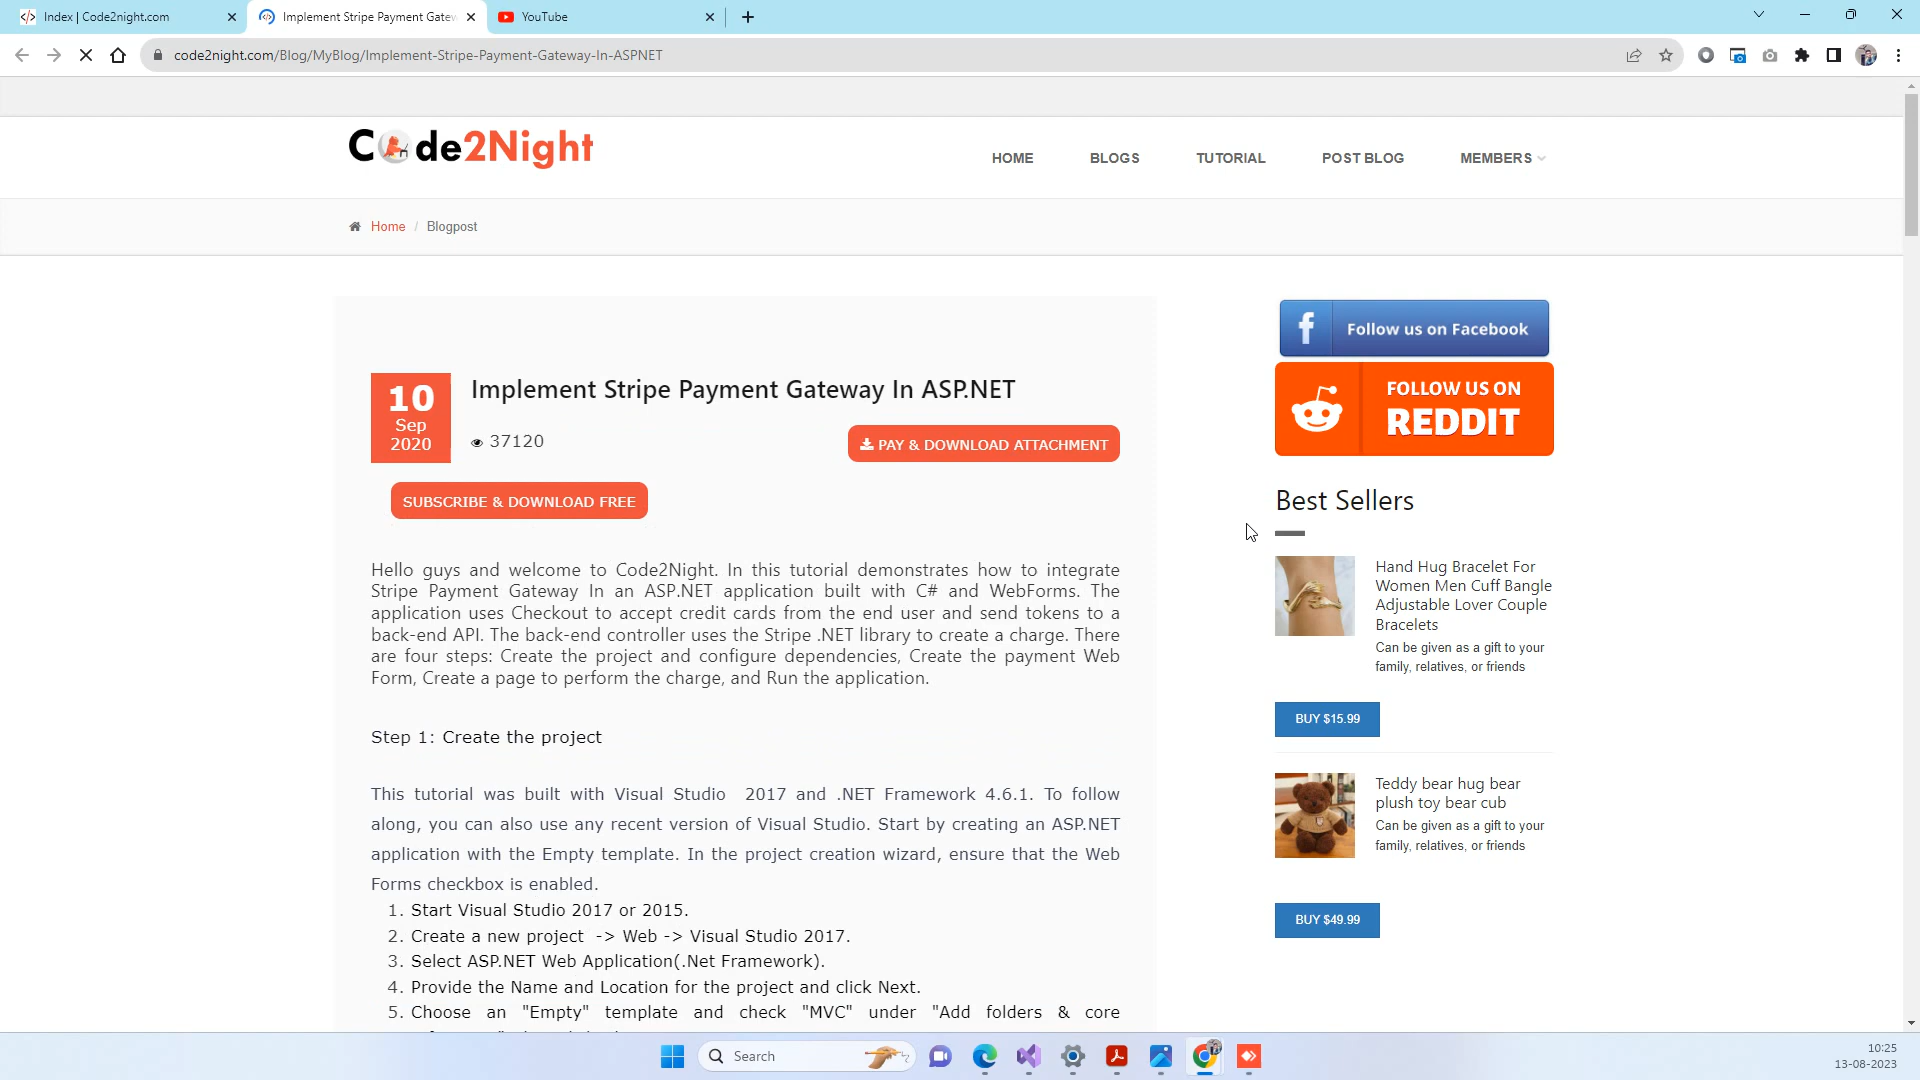 Index | Code2night.com
Implement Stripe Payment Gatew
YouTube
code2night.com/Blog/MyBlog/Implement-Stripe-Payment-Gateway-In-ASPNET
Code2Night
HOME
BLOGS
TUTORIAL
POST BLOG
MEMBERS
Home / Blogpost
Follow us on Facebook
FOLLOW US ON
REDDIT
10
Sep
2020
Implement Stripe Payment Gateway In ASP.NET
37120
PAY & DOWNLOAD ATTACHMENT
SUBSCRIBE & DOWNLOAD FREE
Hello guys and welcome to Code2Night. In this tutorial demonstrates how to integrate
Stripe Payment Gateway In an ASP.NET application built with C# and WebForms. The
application uses Checkout to accept credit cards from the end user and send tokens to a
back-end API. The back-end controller uses the Stripe .NET library to create a charge. There
are four steps: Create the project and configure dependencies, Create the payment Web
Form, Create a page to perform the charge, and Run the application.
Step 1: Create the project
This tutorial was built with Visual Studio 2017 and .NET Framework 4.6.1. To follow
along, you can also use any recent version of Visual Studio. Start by creating an ASP.NET
application with the Empty template. In the project creation wizard, ensure that the Web
Forms checkbox is enabled.
1. Start Visual Studio 2017 or 2015.
2. Create a new project -> Web -> Visual Studio 2017.
3. Select ASP.NET Web Application(.Net Framework).
4. Provide the Name and Location for the project and click Next.
5. Choose an "Empty" template and check "MVC" under "Add folders & core
Best Sellers
Hand Hug Bracelet For
Women Men Cuff Bangle
Adjustable Lover Couple
Bracelets
Can be given as a gift to your
family, relatives, or friends
BUY $15.99
Teddy bear hug bear
plush toy bear cub
Can be given as a gift to your
family, relatives, or friends
BUY $49.99
Search
10:25
13-08-2023